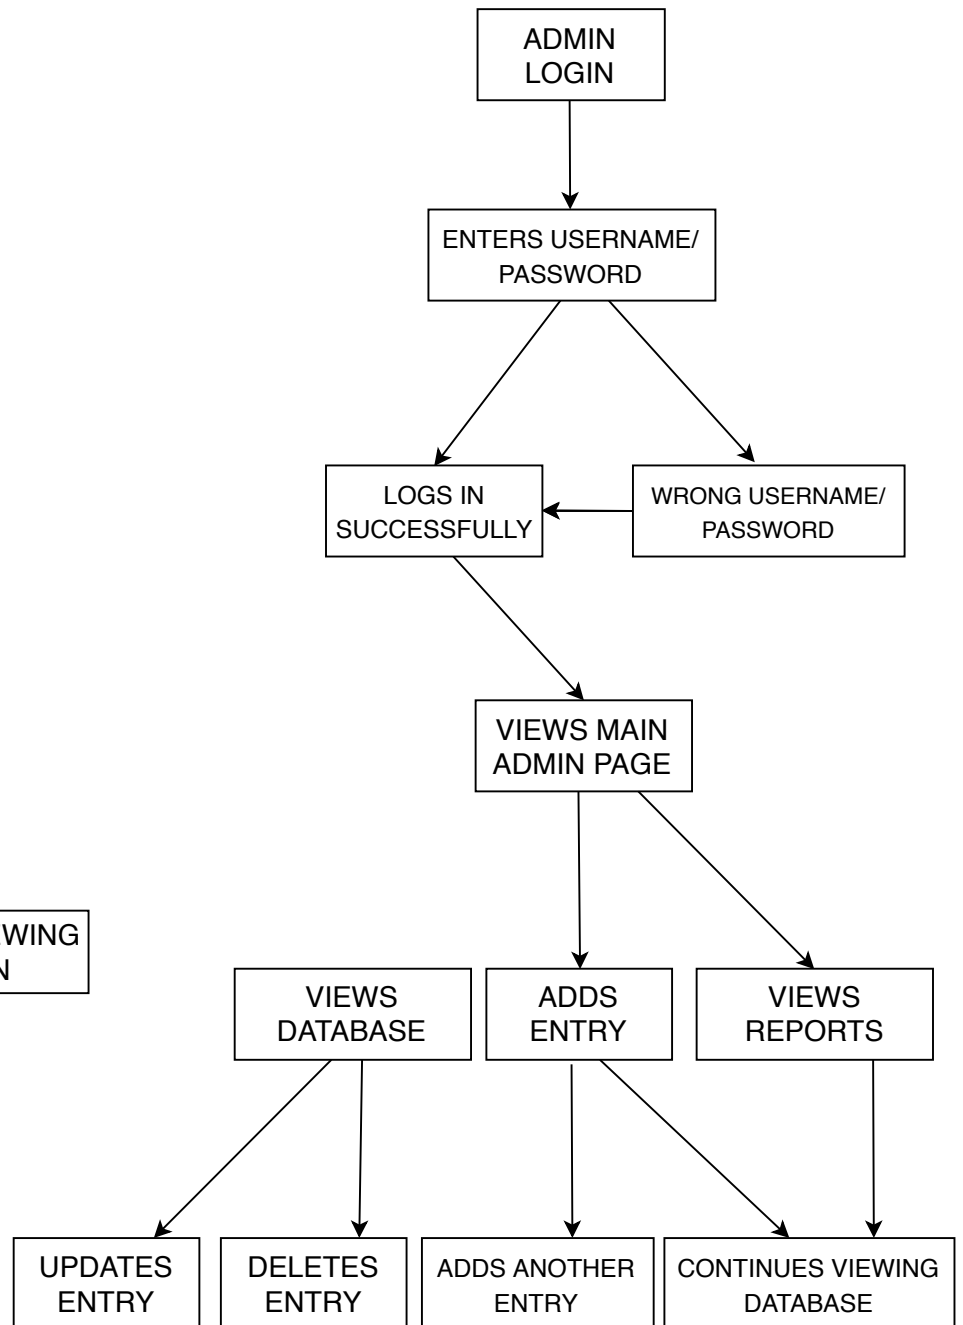 ADMIN
LOGIN
ENTERS USERNAME/
PASSWORD
LOGS IN
SUCCESSFULLY
WRONG USERNAME/
PASSWORD
VIEWS MAIN
ADMIN PAGE
VIEWS
DATABASE
ADDS
ENTRY
VIEWS
REPORTS
UPDATES
ENTRY
DELETES
ENTRY
ADDS ANOTHER
ENTRY
CONTINUES VIEWING
DATABASE